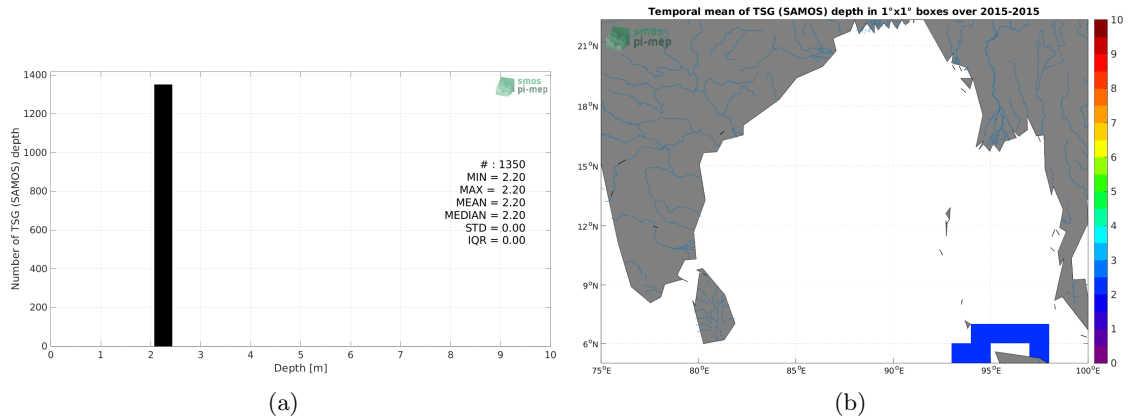 1400
1200
1000
800
600
400
200
0
Number of TSG (SAMOS) depth
smos
pi-mep
# : 1350
MIN = 2.20
MAX = 2.20
MEAN = 2.20
MEDIAN = 2.20
STD = 0.00
IQR = 0.00
0 1 2 3 4 5 6 7 8 9 10
Depth [m]
(a)
Temporal mean of TSG (SAMOS) depth in 1°x1° boxes over 2015-2015
smos
pi-mep
21°N
18°N
15°N
12°N
9°N
6°N
75°E 80°E 85°E 90°E 95°E 100°E
10
9
8
7
6
5
4
3
2
1
0
(b)